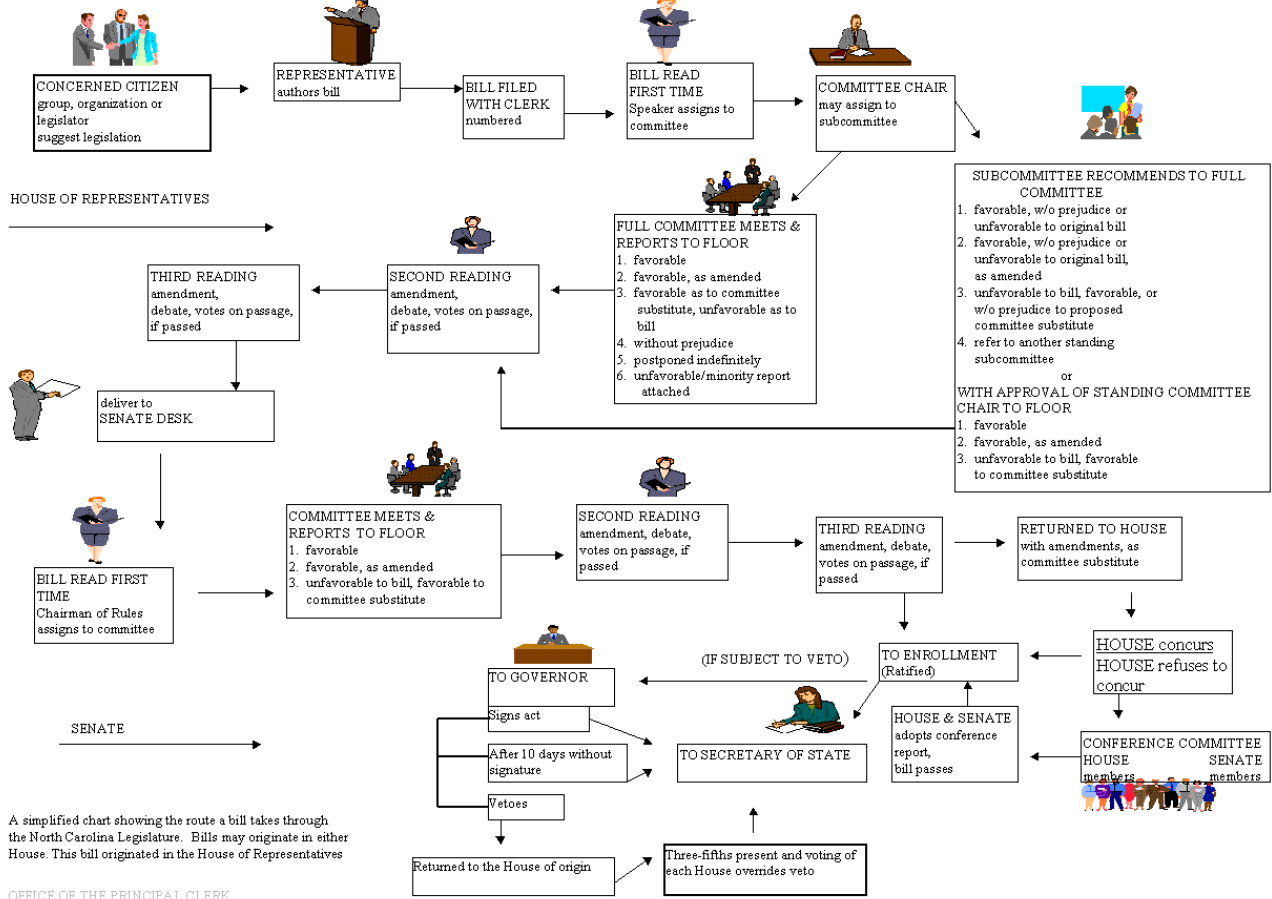 CONCERNED CITIZEN
group, organization or
legislator
suggest legislation
REPRESENTATIVE
authors bill
BILL FILED
WITH CLERK
numbered
BILL READ
FIRST TIME
Speaker assigns to
committee
COMMITTEE CHAIR
may assign to
subcommittee
HOUSE OF REPRESENTATIVES
SUBCOMMITTEE RECOMMENDS TO FULL
COMMITTEE
1. favorable, w/o prejudice or
unfavorable to original bill
2. favorable, w/o prejudice or
unfavorable to original bill,
as amended
3. unfavorable to bill, favorable, or
w/o prejudice to proposed
committee substitute
4. refer to another standing
subcommittee
or
WITH APPROVAL OF STANDING COMMITTEE
CHAIR TO FLOOR
1. favorable
2. favorable, as amended
3. unfavorable to bill, favorable
to committee substitute
FULL COMMITTEE MEETS &
REPORTS TO FLOOR
1. favorable
2. favorable, as amended
3. favorable as to committee
substitute, unfavorable as to
bill
4. without prejudice
5. postponed indefinitely
6. unfavorable/minority report
attached
SECOND READING
amendment,
debate, votes on passage,
if passed
THIRD READING
amendment,
debate, votes on passage,
if passed
deliver to
SENATE DESK
BILL READ FIRST
TIME
Chairman of Rules
assigns to committee
COMMITTEE MEETS &
REPORTS TO FLOOR
1. favorable
2. favorable, as amended
3. unfavorable to bill, favorable to
committee substitute
SECOND READING
amendment, debate,
votes on passage, if
passed
THIRD READING
amendment, debate,
votes on passage, if
passed
RETURNED TO HOUSE
with amendments, as
committee substitute
HOUSE concurs
HOUSE refuses to
concur
TO ENROLLMENT
(Ratified)
(IF SUBJECT TO VETO)
TO GOVERNOR
Signs act
After 10 days without
signature
Vetoes
TO SECRETARY OF STATE
HOUSE & SENATE
adopts conference
report,
bill passes
CONFERENCE COMMITTEE
HOUSE SENATE
members members
SENATE
Returned to the House of origin
Three-fifths present and voting of
each House overrides veto
A simplified chart showing the route a bill takes through
the North Carolina Legislature. Bills may originate in either
House. This bill originated in the House of Representatives
OFFICE OF THE PRINCIPAL CLERK